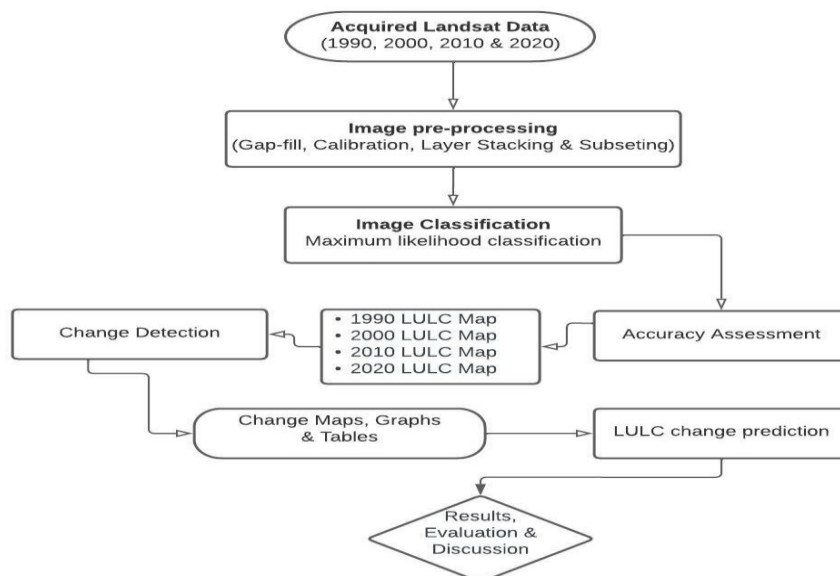 Acquired Landsat Data
(1990, 2000, 2010 & 2020)
Image pre-processing
(Gap-fill, Calibration, Layer Stacking & Subseting)
Image Classification
Maximum likelihood classification
Accuracy Assessment
• 1990 LULC Map
• 2000 LULC Map
• 2010 LULC Map
• 2020 LULC Map
Change Detection
Change Maps, Graphs
& Tables
LULC change prediction
Results,
Evaluation &
Discussion